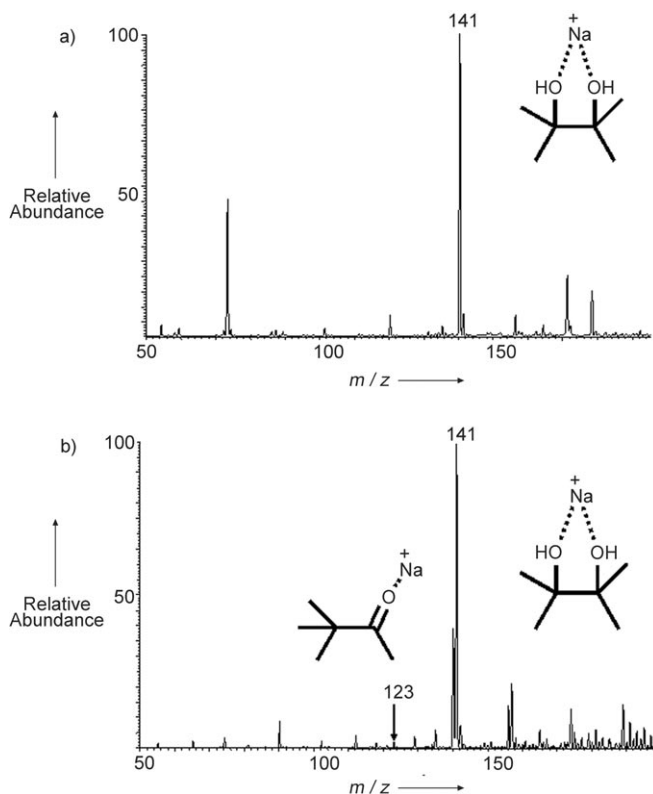 a)
100
141
+
Na
HO
OH
Relative
Abundance
50
50
100
150
m / z
b)
100
141
+
Na
HO
OH
+
Na
O
Relative
Abundance
50
123
50
100
150
m / z